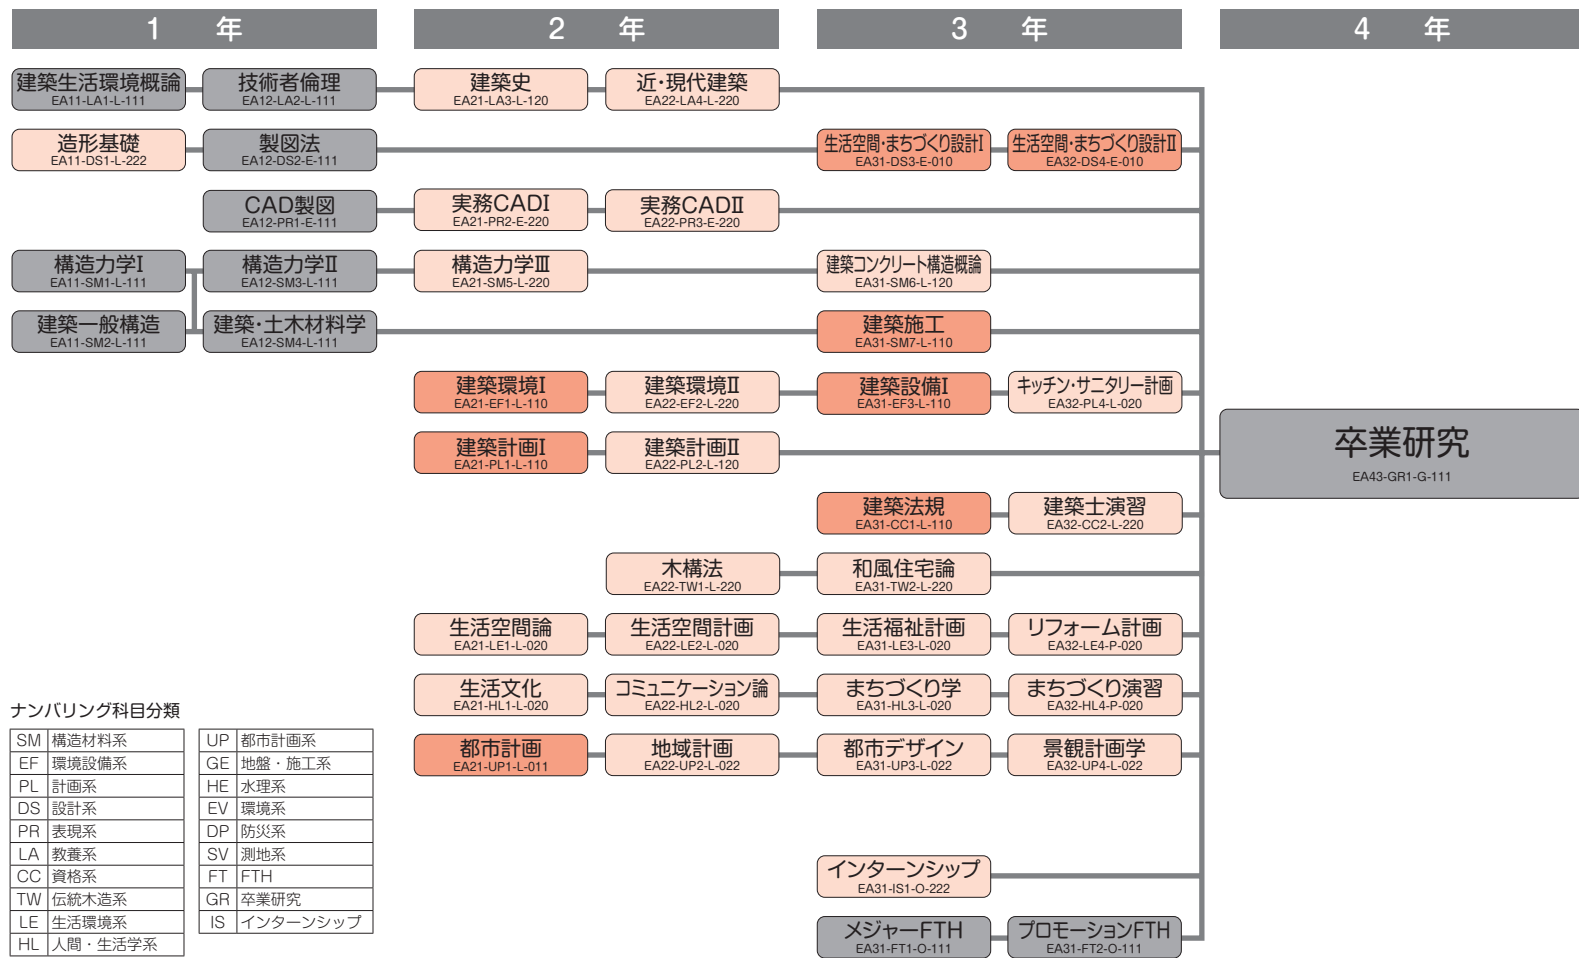 1　年
2　年
3　年
4　年
建築生活環境概論
EA11-LA1-L-111
技術者倫理
EA12-LA2-L-111
建築史
EA21-LA3-L-120
近・現代建築
EA22-LA4-L-220
造形基礎
EA11-DS1-L-222
製図法
EA12-DS2-E-111
生活空間・まちづくり設計Ⅰ
EA31-DS3-E-010
生活空間・まちづくり設計Ⅱ
EA32-DS4-E-010
CAD製図
EA12-PR1-E-111
実務CADⅠ
EA21-PR2-E-220
実務CADⅡ
EA22-PR3-E-220
構造力学Ⅰ
EA11-SM1-L-111
構造力学Ⅱ
EA12-SM3-L-111
構造力学Ⅲ
EA21-SM5-L-220
建築コンクリート構造概論
EA31-SM6-L-120
建築一般構造
EA11-SM2-L-111
建築・土木材料学
EA12-SM4-L-111
建築施工
EA31-SM7-L-110
建築環境Ⅰ
EA21-EF1-L-110
建築環境Ⅱ
EA22-EF2-L-220
建築設備Ⅰ
EA31-EF3-L-110
キッチン・サニタリー計画
EA32-PL4-L-020
建築計画Ⅰ
EA21-PL1-L-110
建築計画Ⅱ
EA22-PL2-L-120
卒業研究
EA43-GR1-G-111
建築法規
EA31-CC1-L-110
建築士演習
EA32-CC2-L-220
木構法
EA22-TW1-L-220
和風住宅論
EA31-TW2-L-220
生活空間論
EA21-LE1-L-020
生活空間計画
EA22-LE2-L-020
生活福祉計画
EA31-LE3-L-020
リフォーム計画
EA32-LE4-P-020
生活文化
EA21-HL1-L-020
コミュニケーション論
EA22-HL2-L-020
まちづくり学
EA31-HL3-L-020
まちづくり演習
EA32-HL4-P-020
都市計画
EA21-UP1-L-011
地域計画
EA22-UP2-L-022
都市デザイン
EA31-UP3-L-022
景観計画学
EA32-UP4-L-022
インターンシップ
EA31-IS1-O-222
メジャーFTH
EA31-FT1-O-111
プロモーションFTH
EA31-FT2-O-111
ナンバリング科目分類
SM 構造材料系
EF 環境設備系
PL 計画系
DS 設計系
PR 表現系
LA 教養系
CC 資格系
TW 伝統木造系
LE 生活環境系
HL 人間・生活学系
UP 都市計画系
GE 地盤・施工系
HE 水理系
EV 環境系
DP 防災系
SV 測地系
FT FTH
GR 卒業研究
IS インターンシップ